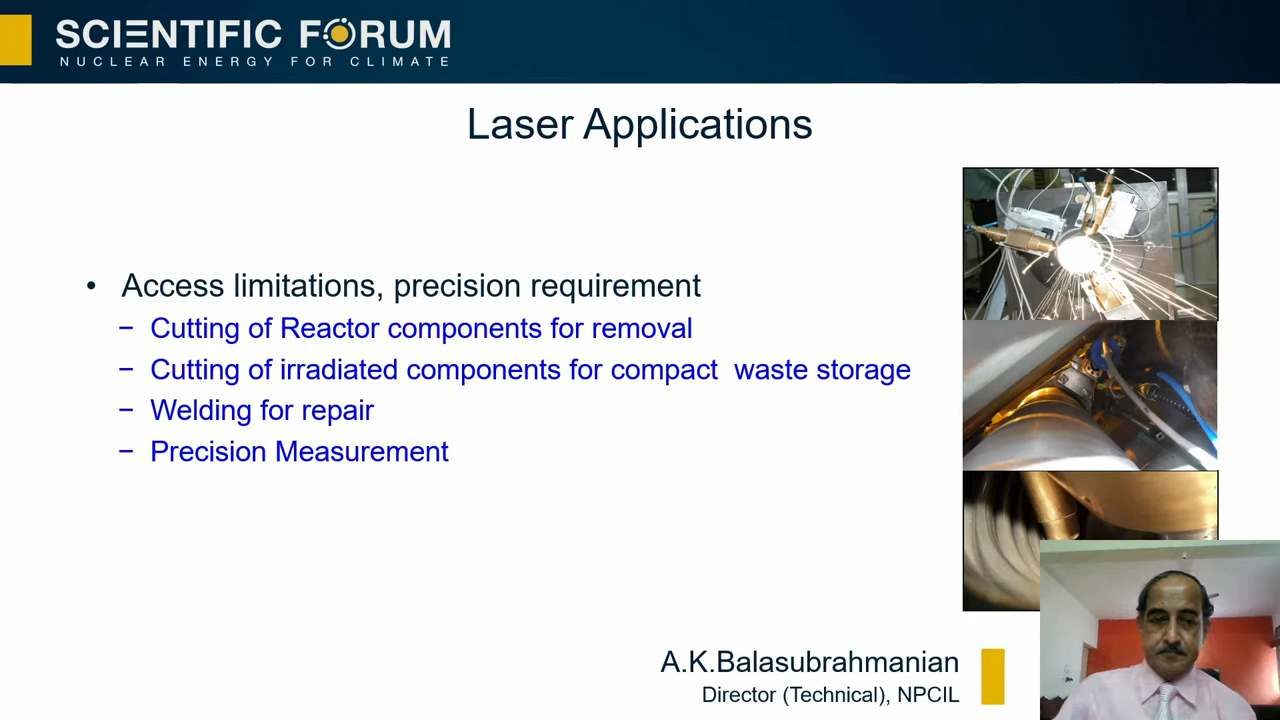 SCIENTIFIC FORUM
NUCLEAR ENERGY FOR CLIMATE
Laser Applications
• Access limitations, precision requirement
− Cutting of Reactor components for removal
− Cutting of irradiated components for compact waste storage
− Welding for repair
− Precision Measurement
A.K.Balasubrahmanian
Director (Technical), NPCIL